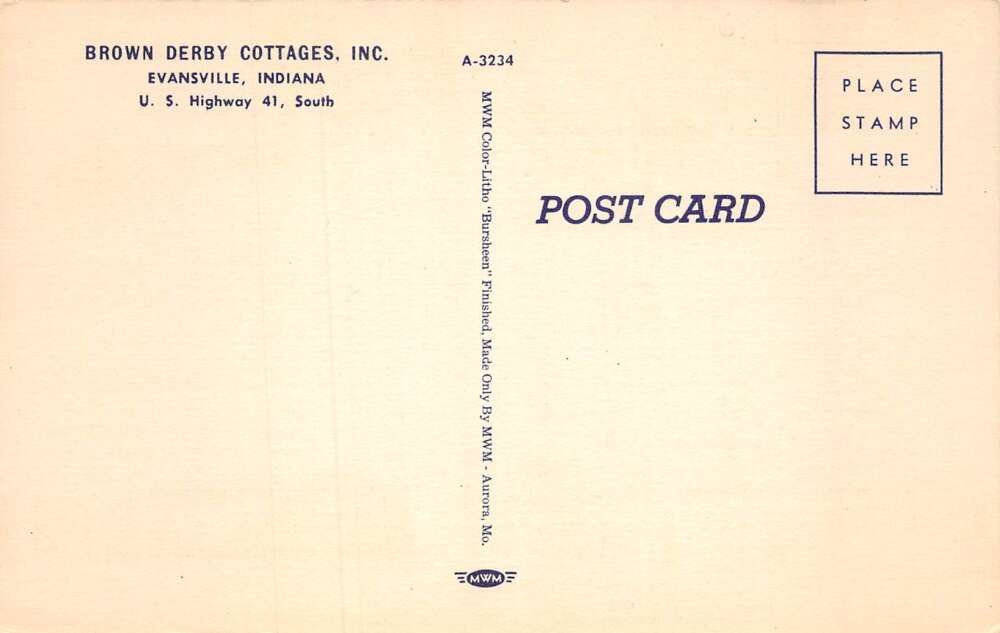 BROWN DERBY COTTAGES, INC.
EVANSVILLE, INDIANA
U. S. Highway 41, South
A-3234
MWM Color-Litho "Bursheen" Finished, Made Only By MWM - Aurora, Mo.
MWM
POST CARD
PLACE
STAMP
HERE